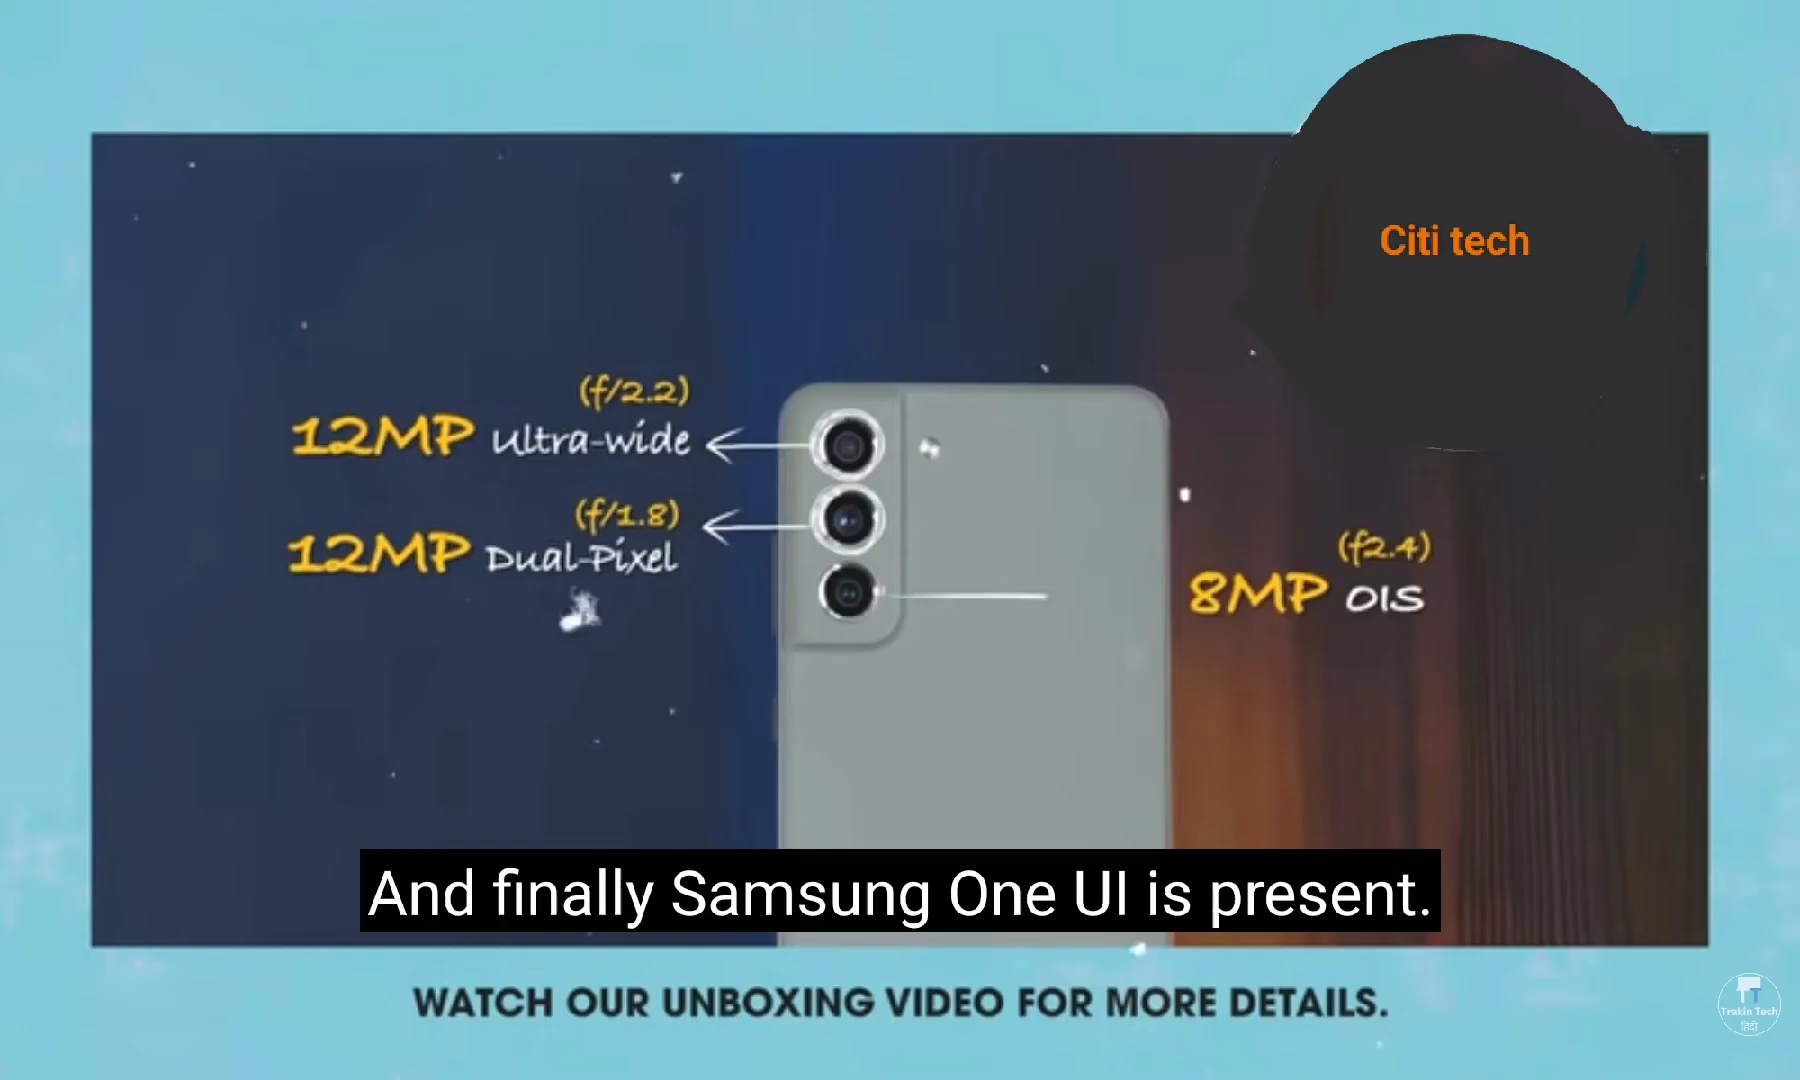 Citi tech
(f/2.2)
12MP Ultra-wide
(f/1.8)
12MP Dual-Pixel
(f2.4)
8MP OIS
And finally Samsung One UI is present.
WATCH OUR UNBOXING VIDEO FOR MORE DETAILS.
TT
Trakin Tech
हिंदी